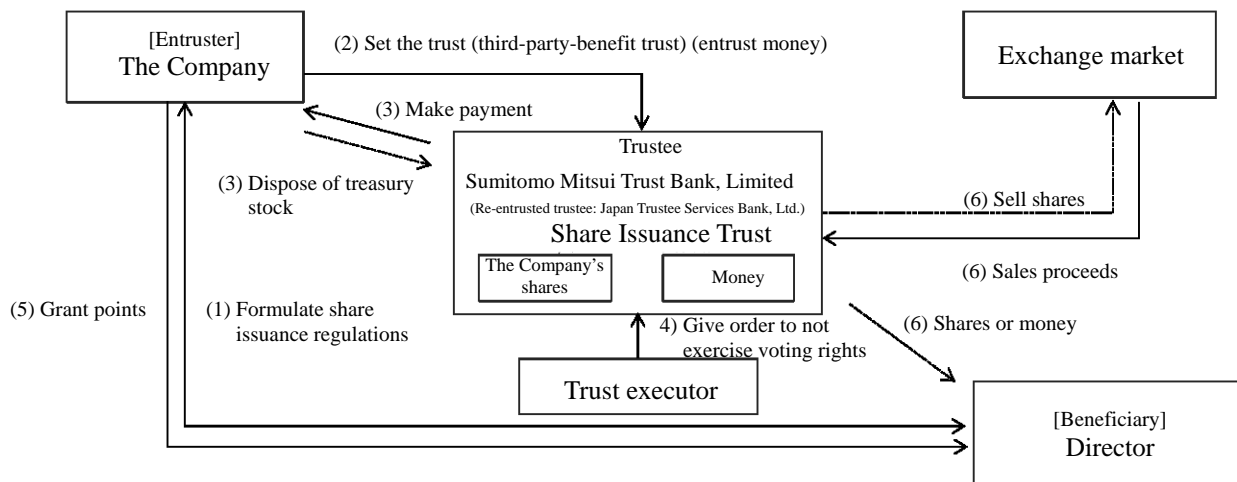 [Entruster]
The Company
(2) Set the trust (third-party-benefit trust) (entrust money)
Exchange market
(3) Make payment
(3) Dispose of treasury
stock
Trustee
Sumitomo Mitsui Trust Bank, Limited
(Re-entrusted trustee: Japan Trustee Services Bank, Ltd.)
Share Issuance Trust
The Company's
shares
Money
(6) Sell shares
(6) Sales proceeds
(5) Grant points
(1) Formulate share
issuance regulations
4) Give order to not
exercise voting rights
(6) Shares or money
Trust executor
[Beneficiary]
Director